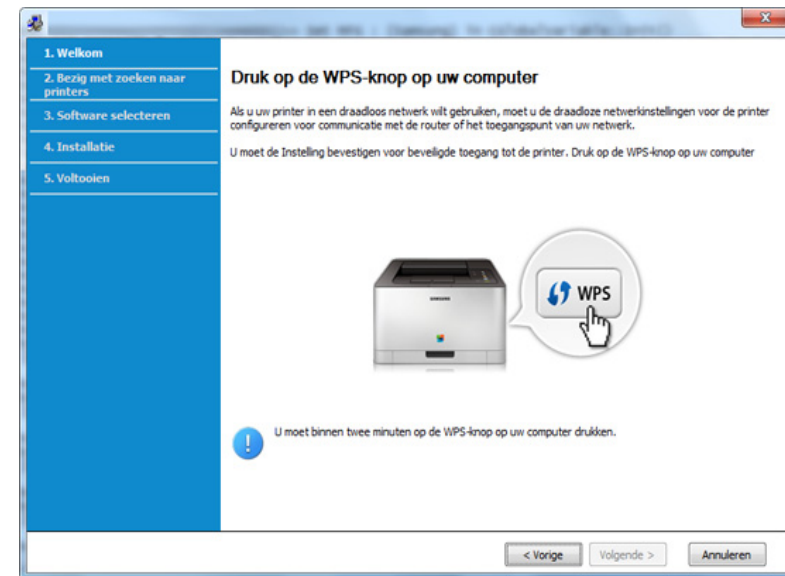 1. Welkom
2. Bezig met zoeken naar
printers
3. Software selecteren
4. Installatie
5. Voltooien
Druk op de WPS-knop op uw computer
Als u uw printer in een draadloos netwerk wilt gebruiken, moet u de draadloze netwerkinstellingen voor de printer
configureren voor communicatie met de router of het toegangspunt van uw netwerk.
U moet de Instelling bevestigen voor beveiligde toegang tot de printer. Druk op de WPS-knop op uw computer
SAMSUNG
WPS
U moet binnen twee minuten op de WPS-knop op uw computer drukken.
< Vorige
Volgende >
Annuleren